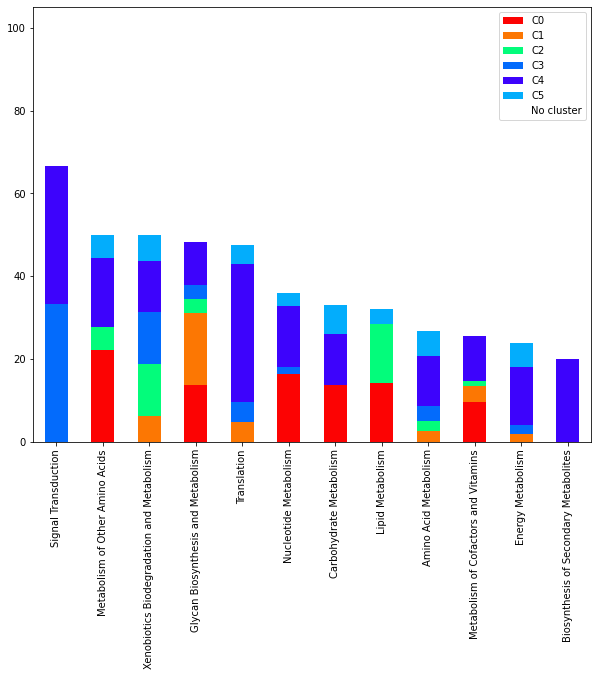 100
80
60
40
20
0
C0
C1
C2
C3
C4
C5
No cluster
Signal Transduction
Metabolism of Other Amino Acids
Xenobiotics Biodegradation and Metabolism
Glycan Biosynthesis and Metabolism
Translation
Nucleotide Metabolism
Carbohydrate Metabolism
Lipid Metabolism
Amino Acid Metabolism
Metabolism of Cofactors and Vitamins
Energy Metabolism
Biosynthesis of Secondary Metabolites